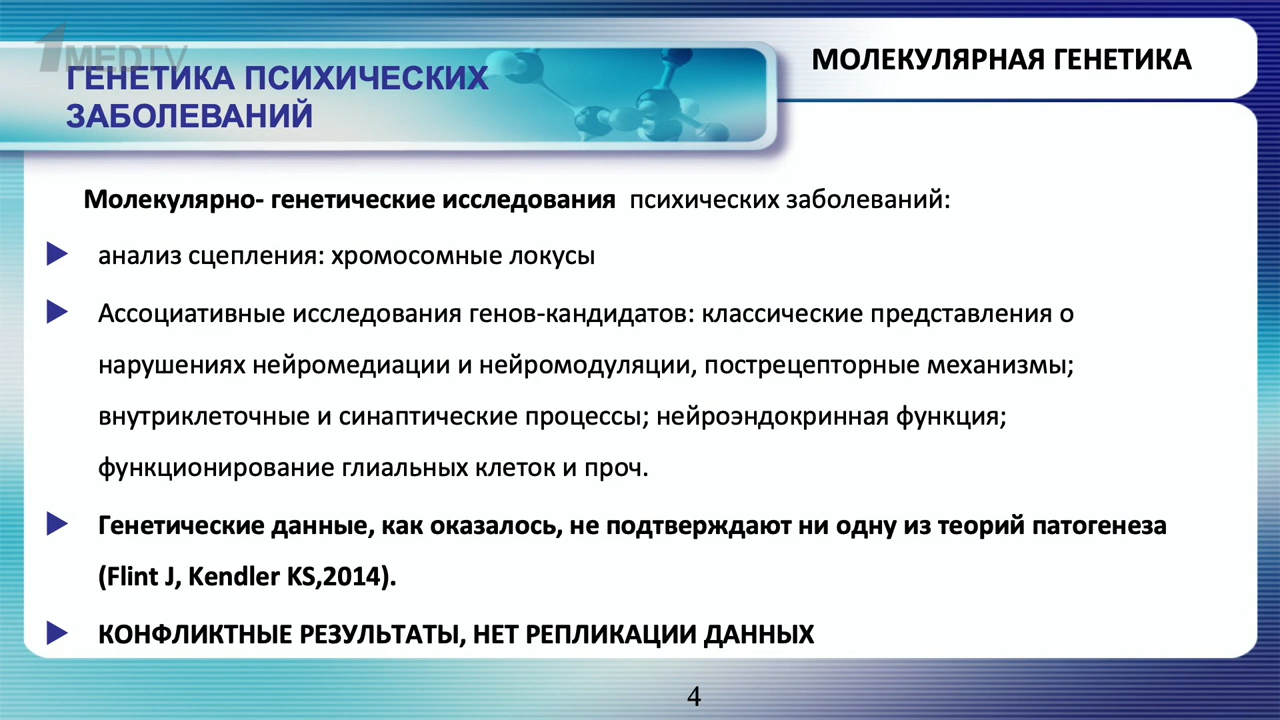 1MEDTV
ГЕНЕТИКА ПСИХИЧЕСКИХ
ЗАБОЛЕВАНИЙ
МОЛЕКУЛЯРНАЯ ГЕНЕТИКА
Молекулярно- генетические исследования психических заболеваний:
анализ сцепления: хромосомные локусы
Ассоциативные исследования генов-кандидатов: классические представления о
нарушениях нейромедиации и нейромодуляции, пострецепторные механизмы;
внутриклеточные и синаптические процессы; нейроэндокринная функция;
функционирование глиальных клеток и проч.
Генетические данные, как оказалось, не подтверждают ни одну из теорий патогенеза
(Flint J, Kendler KS,2014).
КОНФЛИКТНЫЕ РЕЗУЛЬТАТЫ, НЕТ РЕПЛИКАЦИИ ДАННЫХ
4